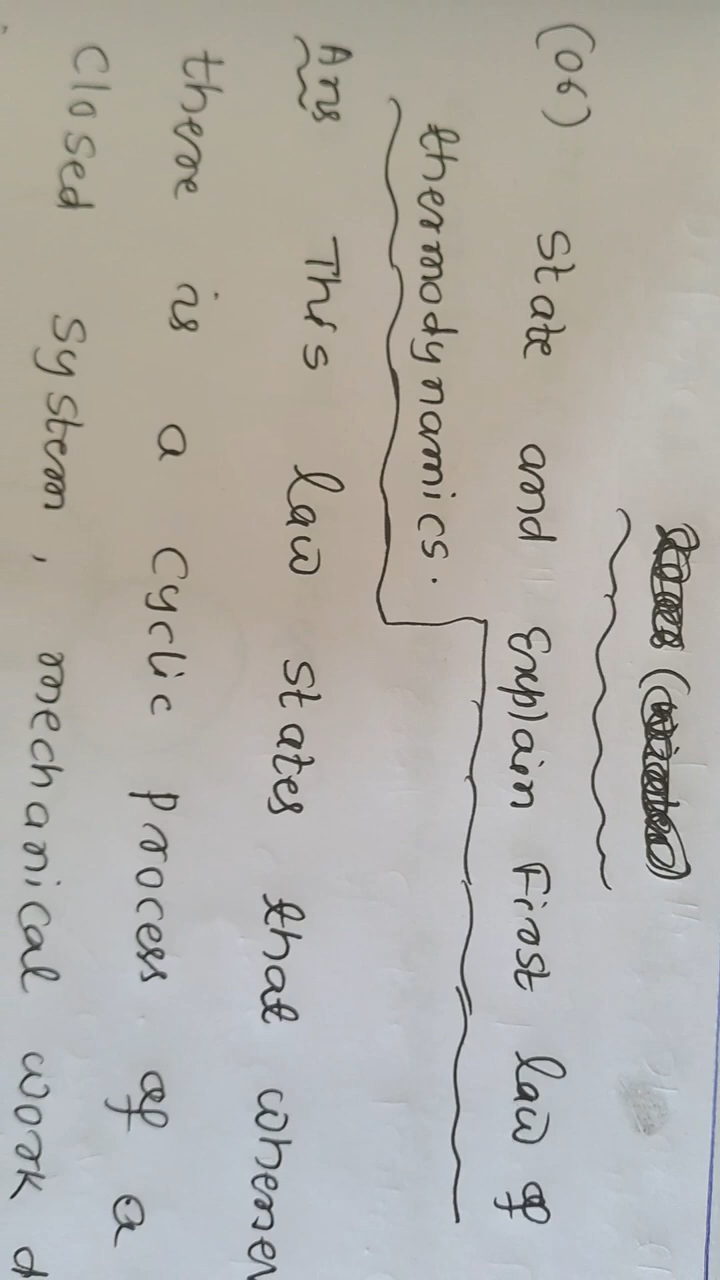 (06) State and Explain First law of
thermodynamics.
Ans This law states that
there is a cyclic process of a
closed system, mechanical work